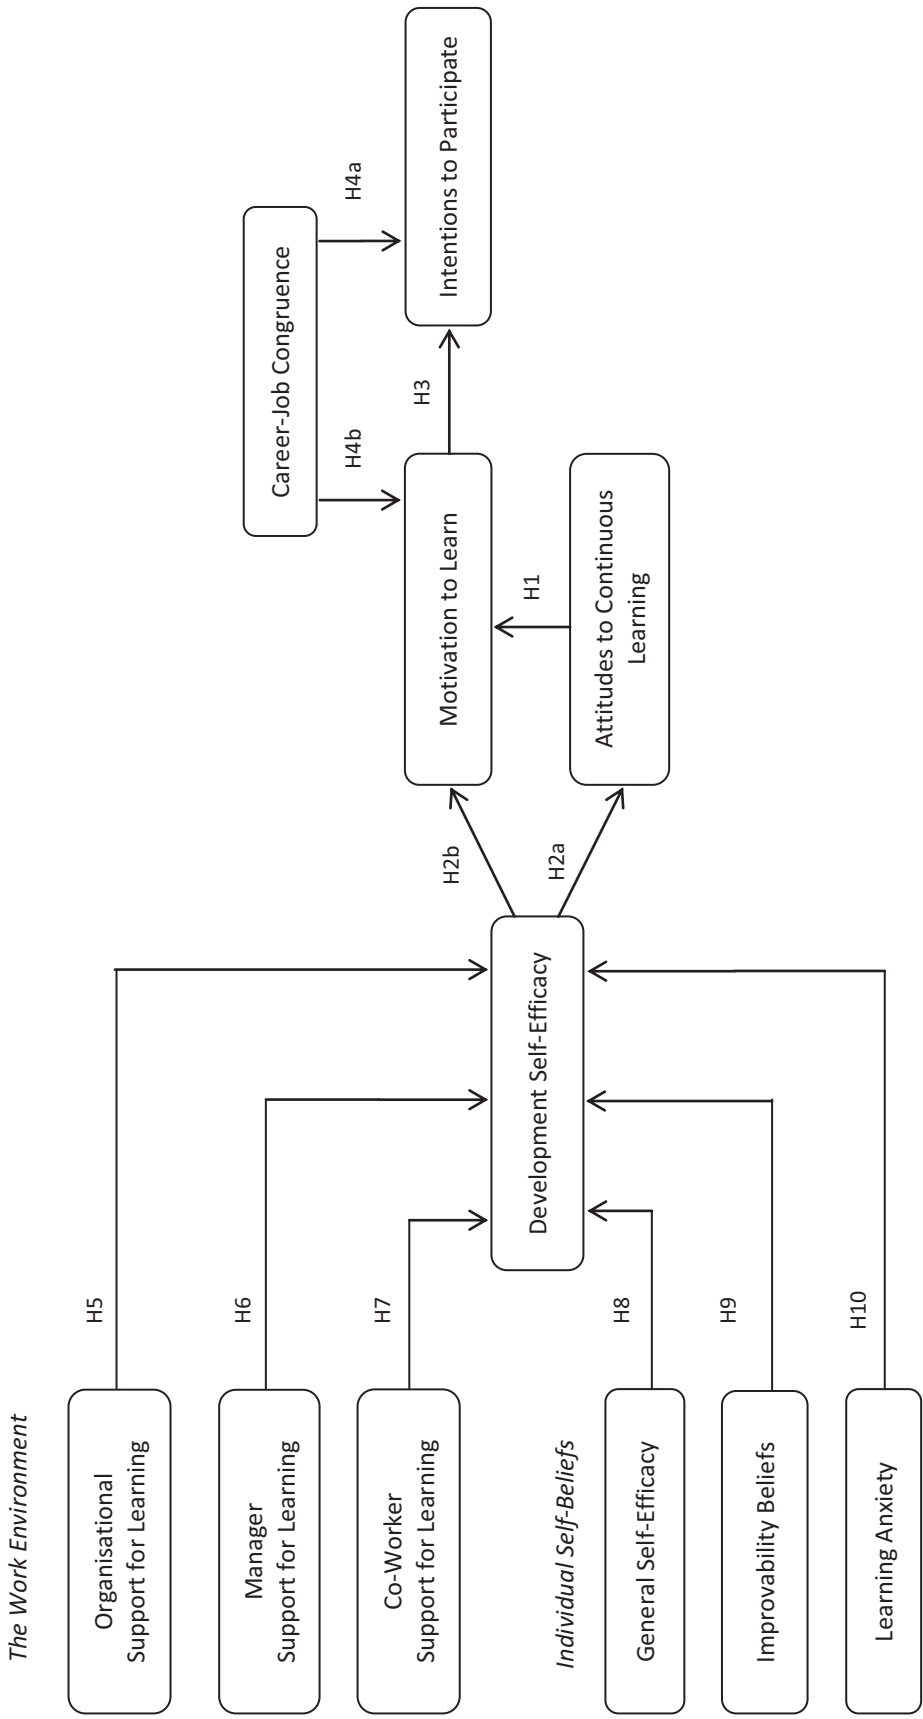 The Work Environment
Organisational
Support for Learning
H5
Manager
Support for Learning
H6
Co-Worker
Support for Learning
H7
Individual Self-Beliefs
General Self-Efficacy
H8
Improvability Beliefs
H9
Learning Anxiety
H10
Development Self-Efficacy
H2b
H2a
Motivation to Learn
H1
Attitudes to Continuous
Learning
Career-Job Congruence
H4b
H4a
H3
Intentions to Participate